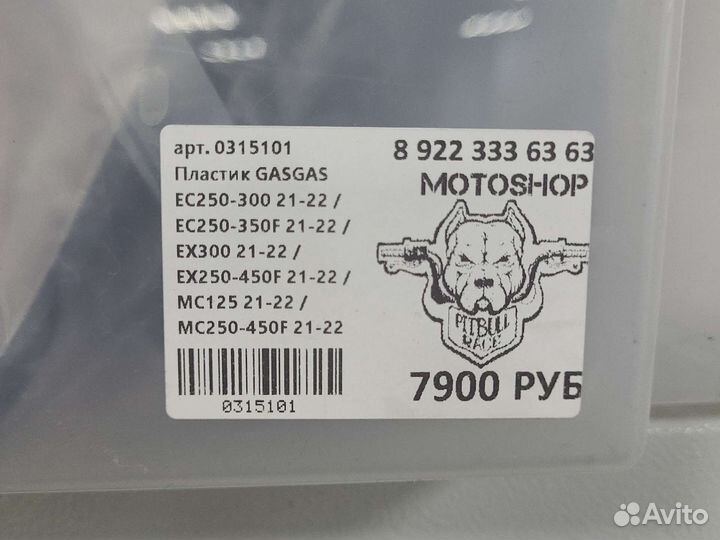 арт. 0315101
Пластик GASGAS
EC250-300 21-22 /
EC250-350F 21-22 /
EX300 21-22 /
EX250-450F 21-22 /
MC125 21-22 /
MC250-450F 21-22
0315101
8 922 333 63 63
MOTOSHOP
PITBULL
RACE
7900 РУБ
Avito